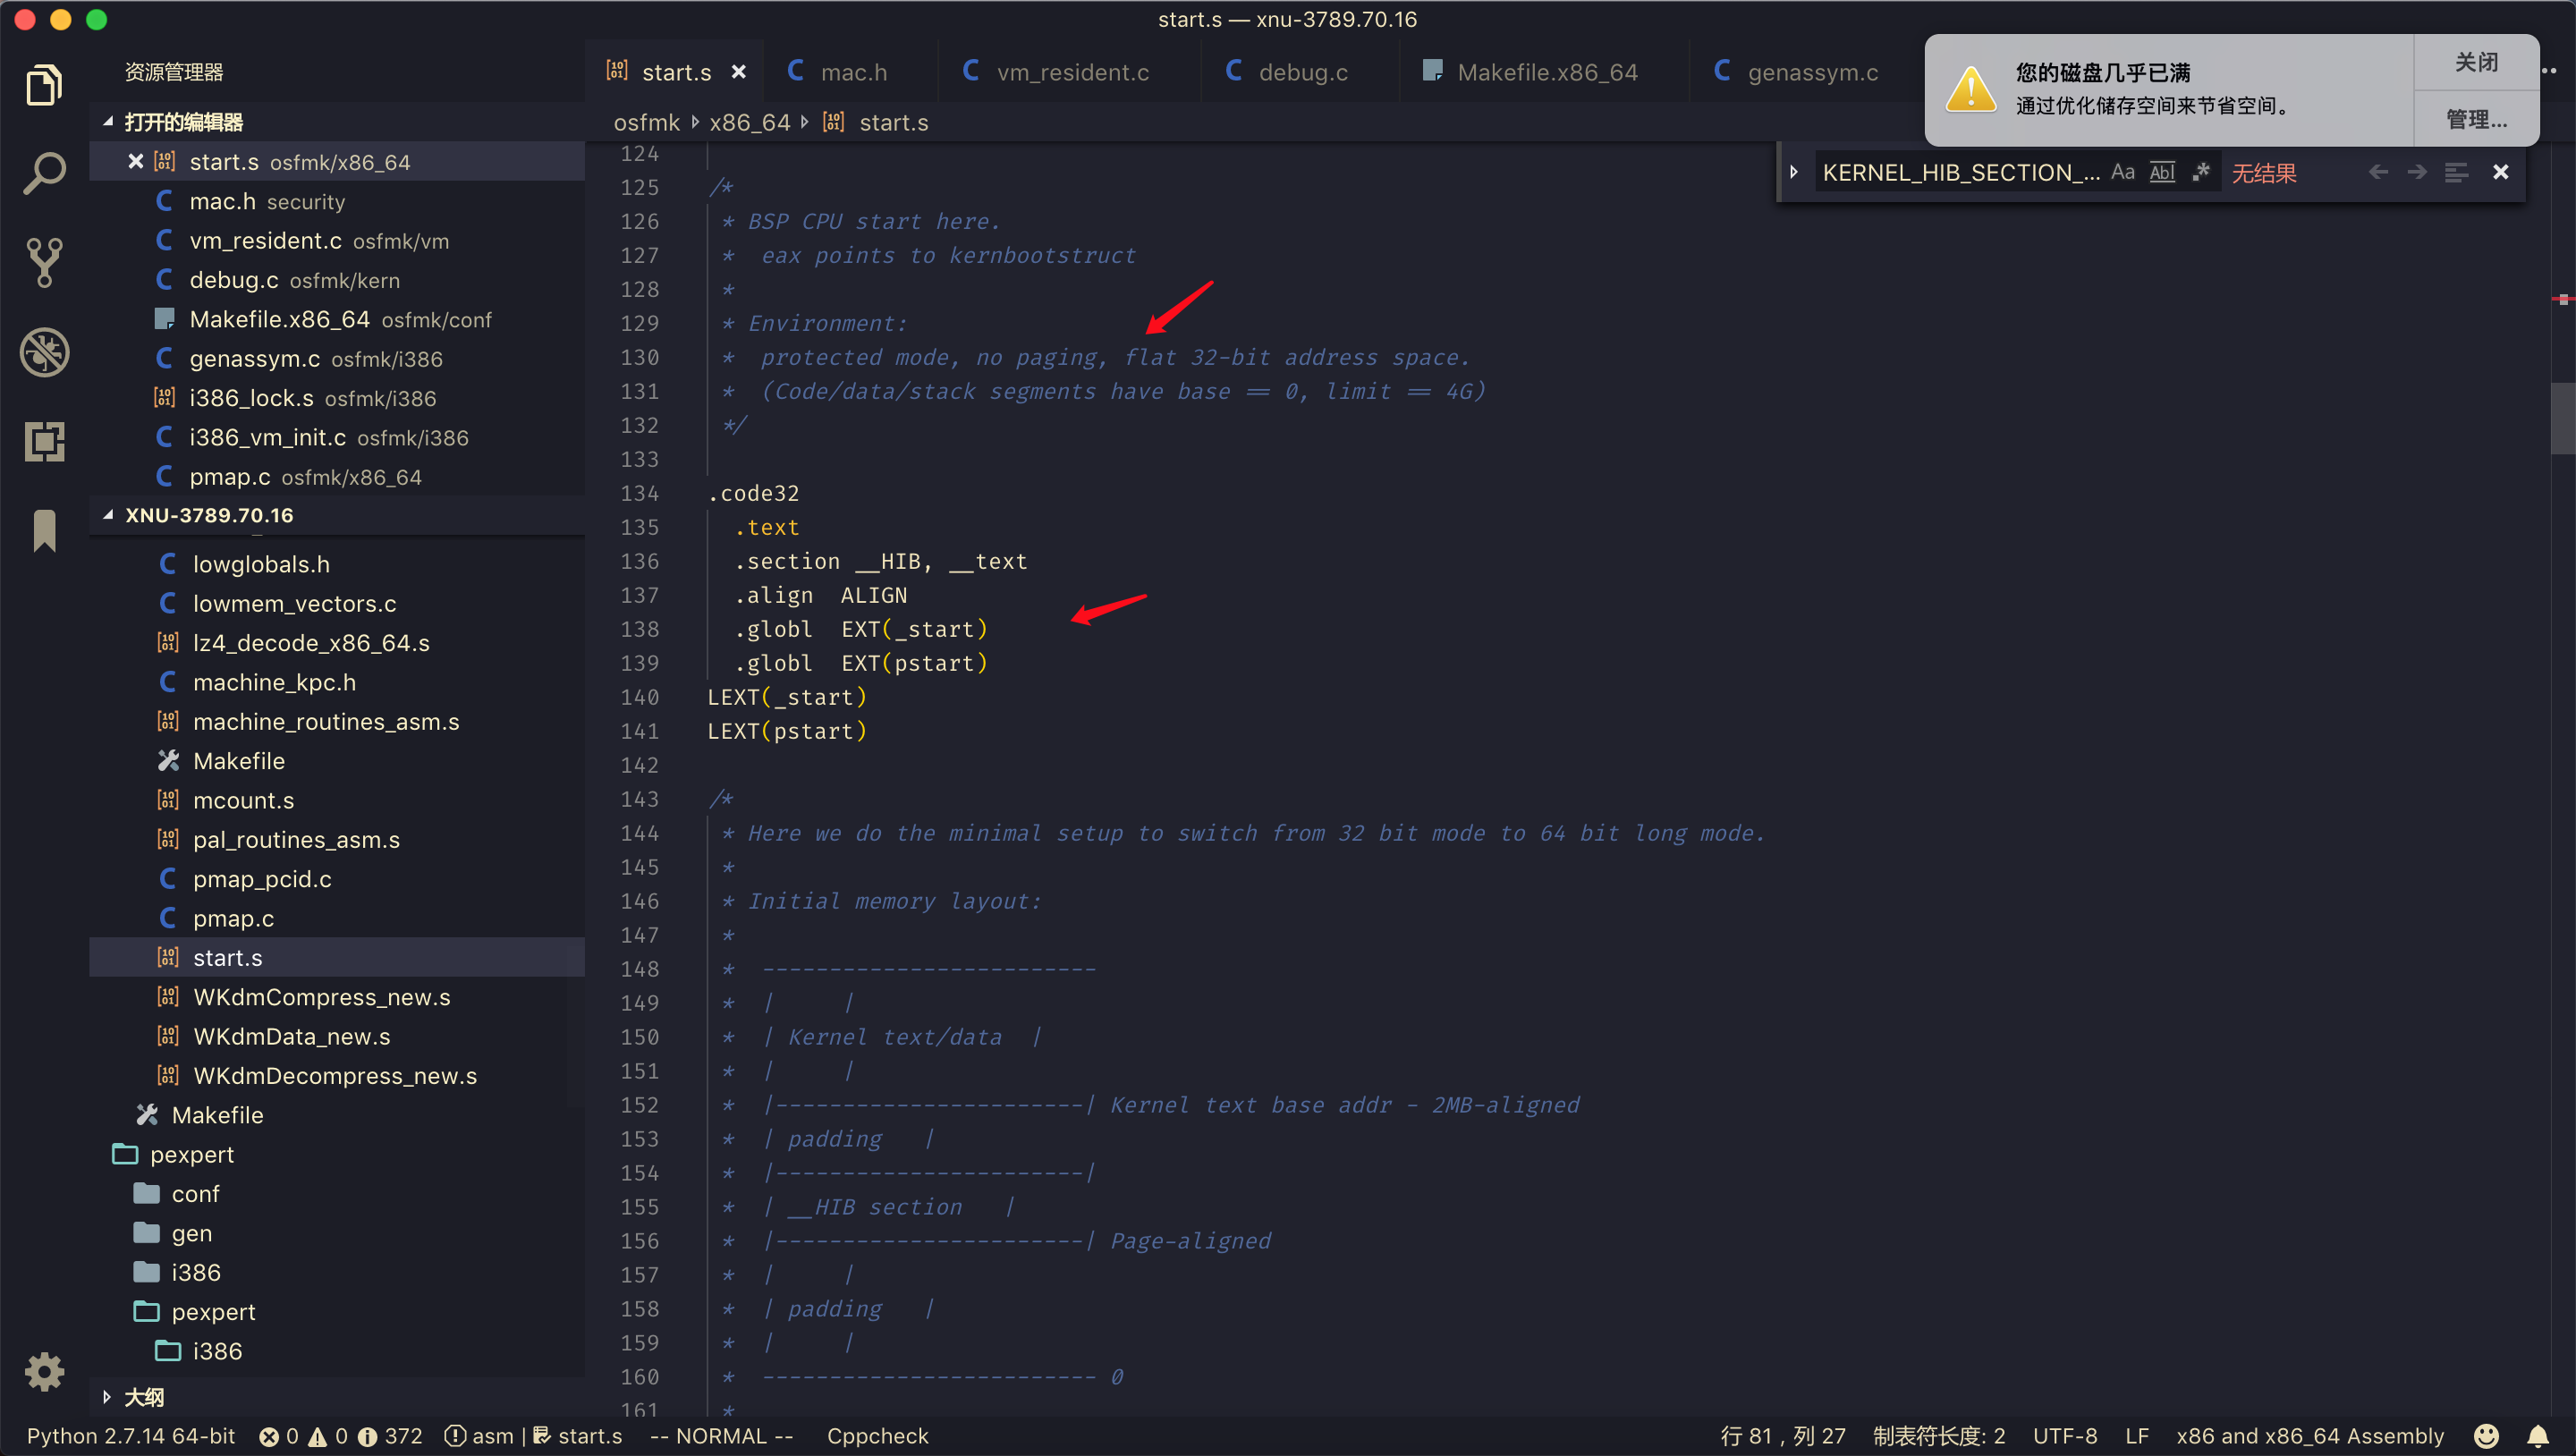 start.s — xnu-3789.70.16
资源管理器
打开的编辑器
start.s osfmk/x86_64
mac.h security
vm_resident.c osfmk/vm
debug.c osfmk/kern
Makefile.x86_64 osfmk/conf
genassym.c osfmk/i386
i386_lock.s osfmk/i386
i386_vm_init.c osfmk/i386
pmap.c osfmk/x86_64
XNU-3789.70.16
lowglobals.h
lowmem_vectors.c
lz4_decode_x86_64.s
machine_kpc.h
machine_routines_asm.s
Makefile
mcount.s
pal_routines_asm.s
pmap_pcid.c
pmap.c
start.s
WKdmCompress_new.s
WKdmData_new.s
WKdmDecompress_new.s
Makefile
pexpert
conf
gen
i386
pexpert
i386
大纲
start.s mac.h vm_resident.c debug.c Makefile.x86_64 genassym.c
osfmk x86_64 start.s
您的磁盘几乎已满
通过优化储存空间来节省空间。
关闭
管理...
KERNEL_HIB_SECTION_... Aa Abl .* 无结果
124
125 /*
126 * BSP CPU start here.
127 * eax points to kernbootstruct
128 *
129 * Environment:
130 * protected mode, no paging, flat 32-bit address space.
131 * (Code/data/stack segments have base == 0, limit == 4G)
132 */
133
134 .code32
135 .text
136 .section __HIB, __text
137 .align ALIGN
138 .globl EXT(_start)
139 .globl EXT(pstart)
140 LEXT(_start)
141 LEXT(pstart)
142
143 /*
144 * Here we do the minimal setup to switch from 32 bit mode to 64 bit long mode.
145 *
146 * Initial memory layout:
147 *
148 * -------------------------
149 * | |
150 * | Kernel text/data |
151 * | |
152 * |-----------------------| Kernel text base addr - 2MB-aligned
153 * | padding |
154 * |-----------------------|
155 * | __HIB section |
156 * |-----------------------| Page-aligned
157 * | |
158 * | padding |
159 * | |
160 * ------------------------- 0
161 *
Python 2.7.14 64-bit 0 0 372 asm | start.s -- NORMAL -- Cppcheck 行 81，列 27 制表符长度: 2 UTF-8 LF x86 and x86_64 Assembly